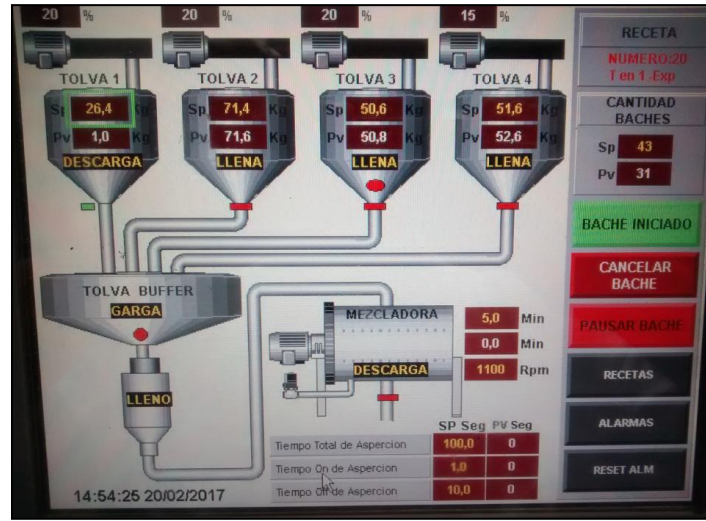 20 % 20 % 20 % 15 %
TOLVA 1 TOLVA 2 TOLVA 3 TOLVA 4
Sp 26,4 Kg Sp 71,4 Kg Sp 50,6 Kg Sp 51,6 Kg
Pv 1,0 Kg Pv 71,6 Kg Pv 50,8 Kg Pv 52,6 Kg
DESCARGA LLENA LLENA LLENA
TOLVA BUFFER
GARGA
LLENO
MEZCLADORA
5,0 Min
0,0 Min
DESCARGA 1100 Rpm
SP Seg PV Seg
Tiempo Total de Aspercion 100,0 0
Tiempo On de Aspercion 1,0 0
Tiempo Off de Aspercion 10,0 0
14:54:25 20/02/2017
RECETA
NUMERO:20
T en 1 -Exp
CANTIDAD
BACHES
Sp 43
Pv 31
BACHE INICIADO
CANCELAR
BACHE
PAUSAR BACHE
RECETAS
ALARMAS
RESET ALM